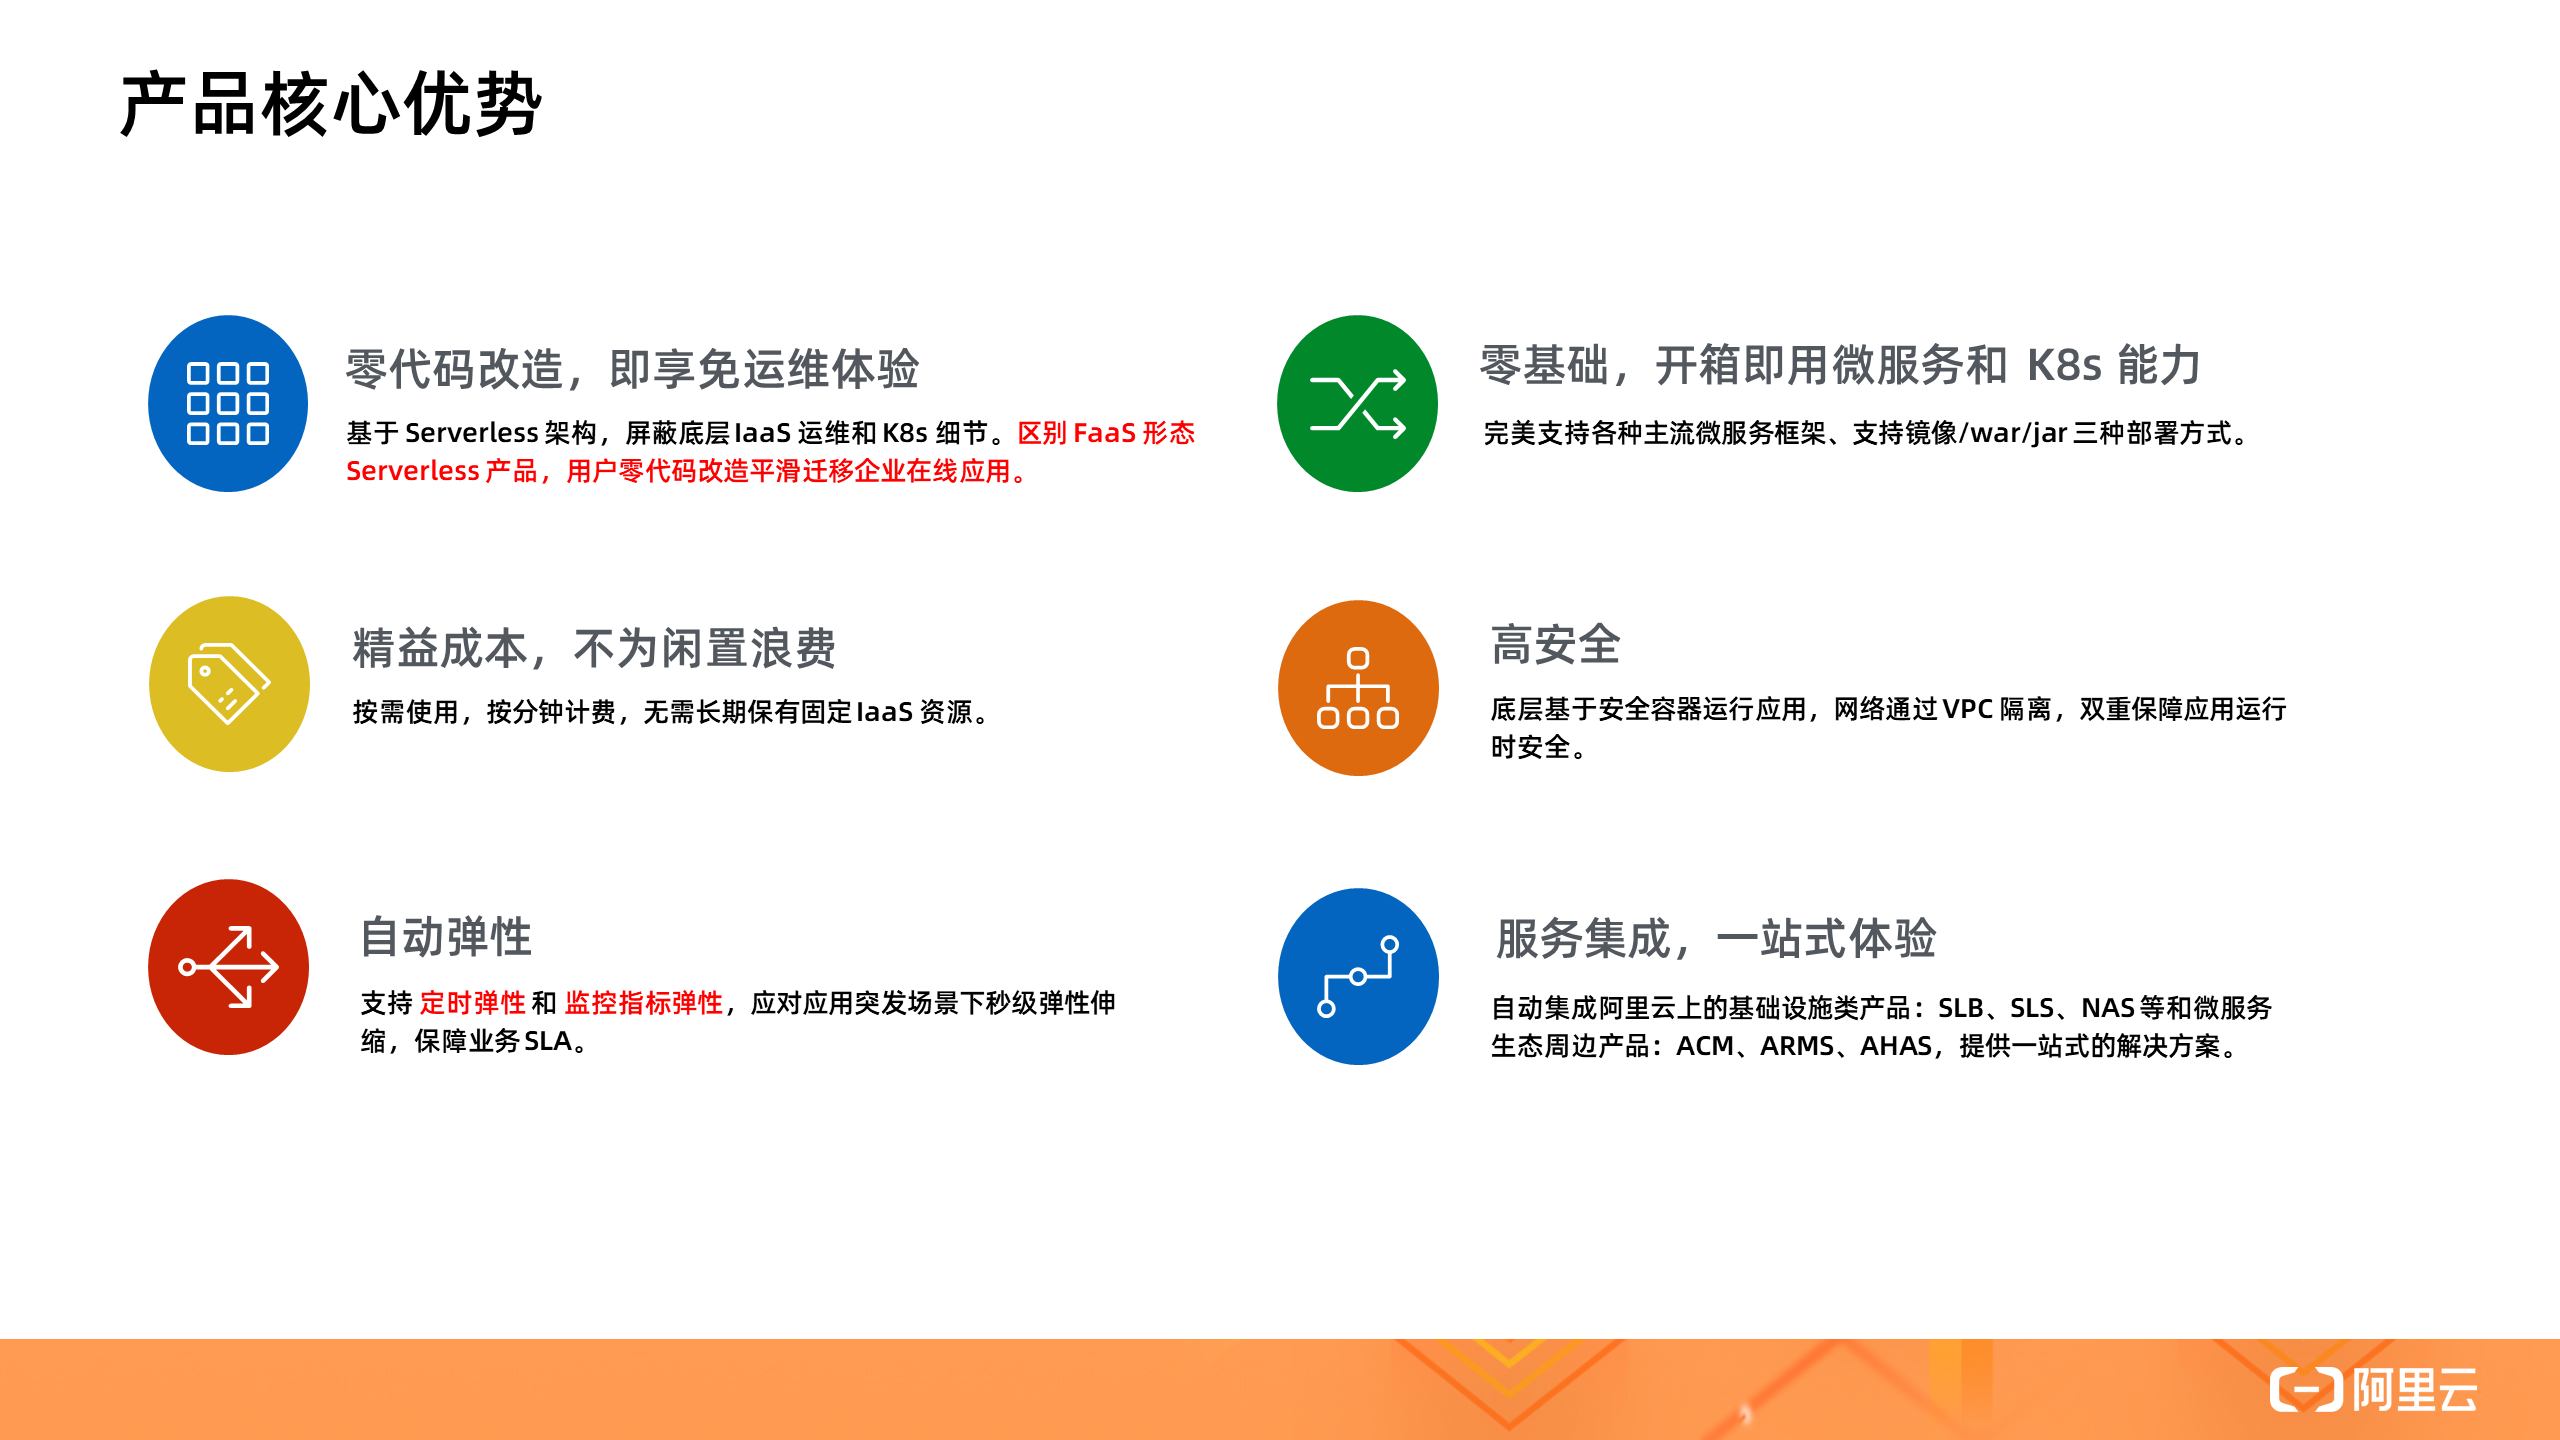 产品核心优势
零代码改造，即享免运维体验
基于 Serverless 架构，屏蔽底层 IaaS 运维和 K8s 细节。区别 FaaS 形态
Serverless 产品，用户零代码改造平滑迁移企业在线应用。
零基础，开箱即用微服务和 K8s 能力
完美支持各种主流微服务框架、支持镜像/war/jar 三种部署方式。
精益成本，不为闲置浪费
按需使用，按分钟计费，无需长期保有固定 IaaS 资源。
高安全
底层基于安全容器运行应用，网络通过 VPC 隔离，双重保障应用运行
时安全。
自动弹性
支持 定时弹性 和 监控指标弹性，应对应用突发场景下秒级弹性伸
缩，保障业务 SLA。
服务集成，一站式体验
自动集成阿里云上的基础设施类产品：SLB、SLS、NAS 等和微服务
生态周边产品：ACM、ARMS、AHAS，提供一站式的解决方案。
阿里云